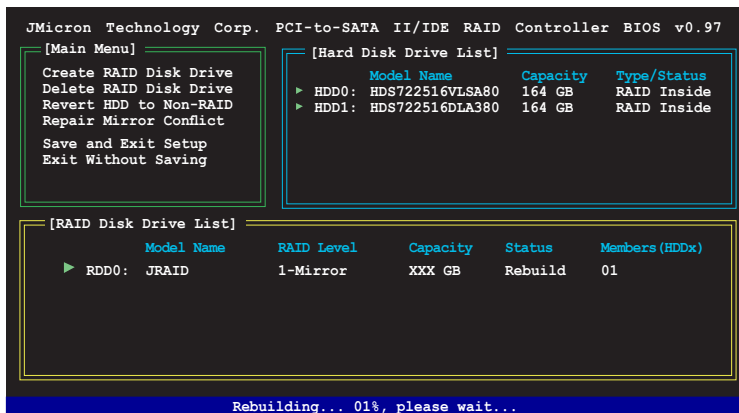 JMicron Technology Corp. PCI-to-SATA II/IDE RAID Controller BIOS v0.97
[Main Menu]
Create RAID Disk Drive
Delete RAID Disk Drive
Revert HDD to Non-RAID
Repair Mirror Conflict
Save and Exit Setup
Exit Without Saving
[Hard Disk Drive List]
Model Name Capacity Type/Status
HDD0: HDS722516VLSA80 164 GB RAID Inside
HDD1: HDS722516DLA380 164 GB RAID Inside
[RAID Disk Drive List]
Model Name RAID Level Capacity Status Members(HDDx)
RDD0: JRAID 1-Mirror XXX GB Rebuild 01
Rebuilding... 01%, please wait...